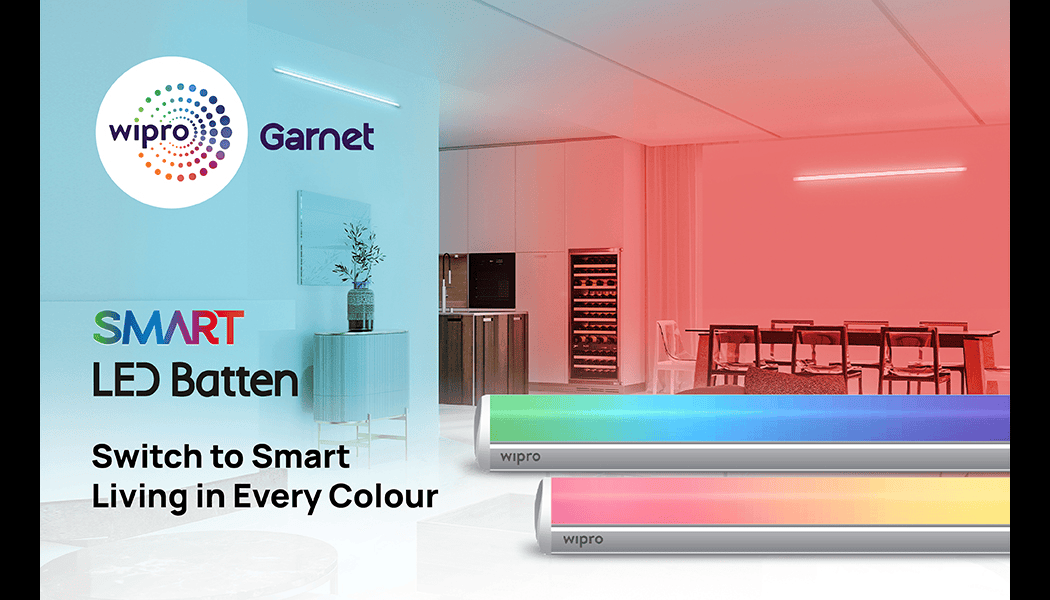 wipro
Garnet
SMART
LED Batten
Switch to Smart
Living in Every Colour
wipro
wipro